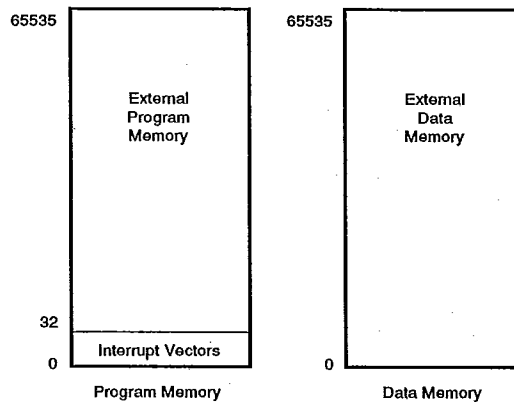 65535
External
Program
Memory
32
Interrupt Vectors
0
Program Memory
65535
External
Data
Memory
0
Data Memory